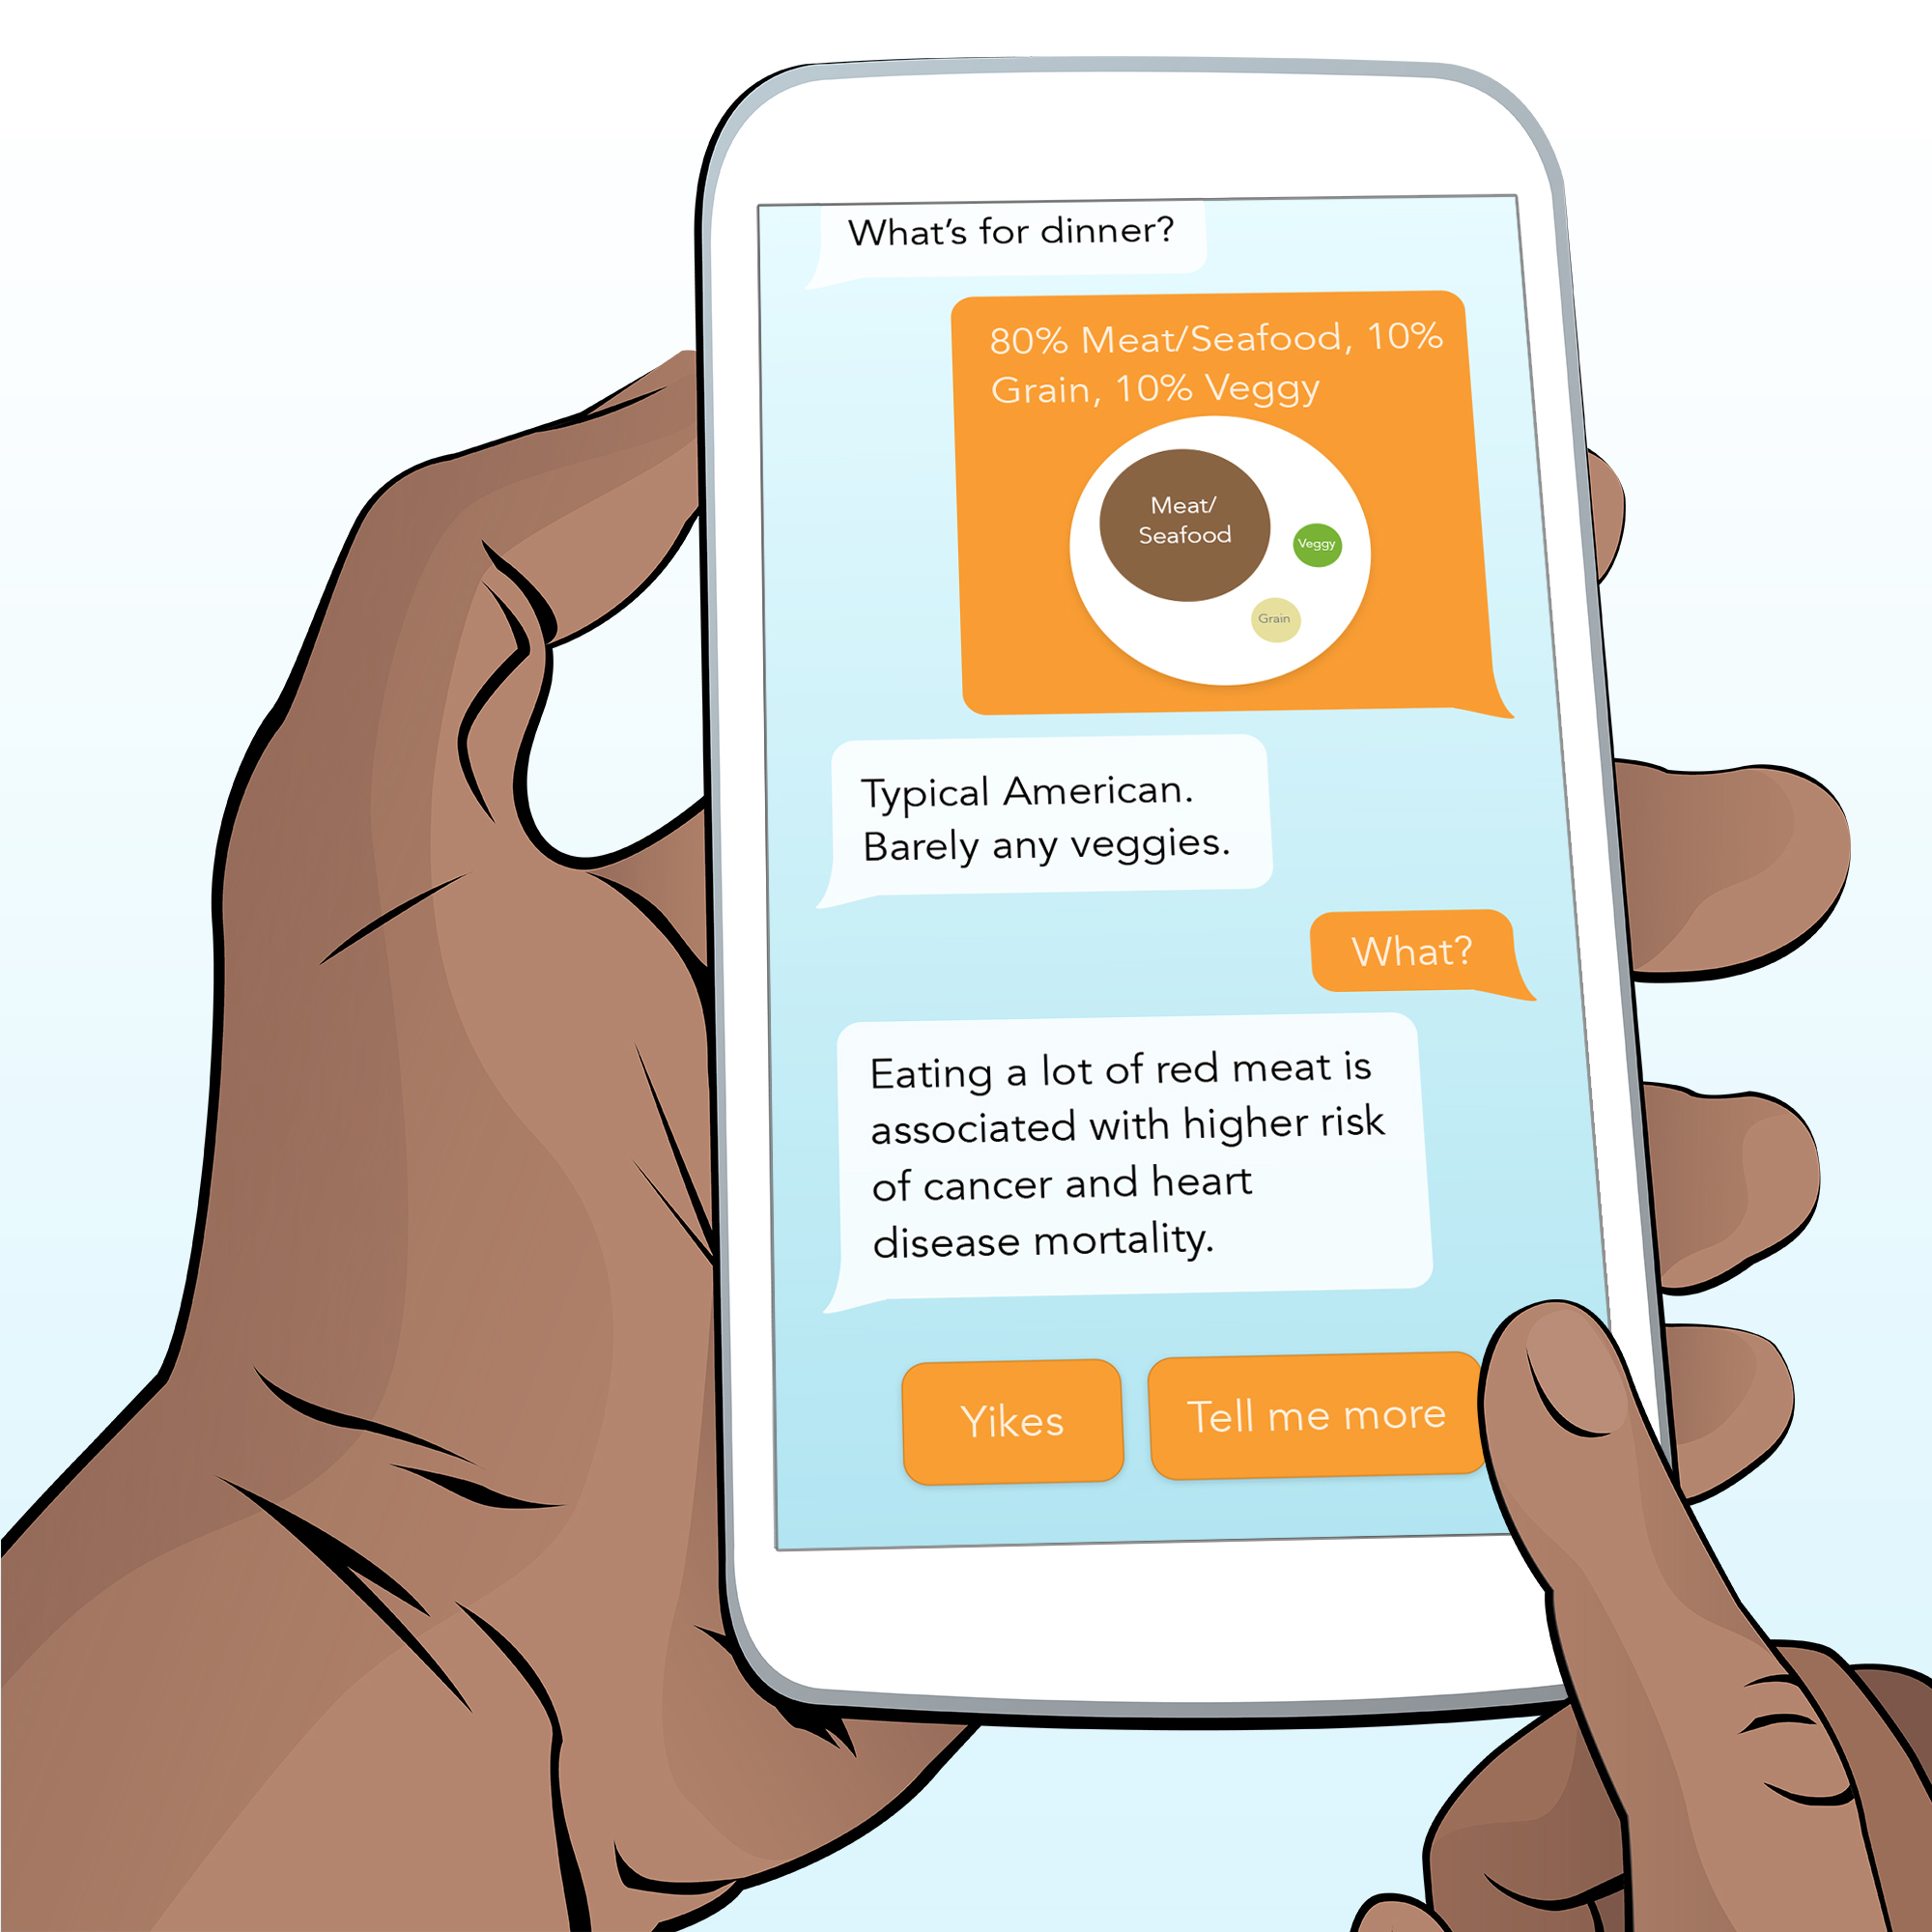 What's for dinner?
80% Meat/Seafood, 10%
Grain, 10% Veggy
Meat/
Seafood
Veggy
Grain
Typical American.
Barely any veggies.
What?
Eating a lot of red meat is
associated with higher risk
of cancer and heart
disease mortality.
Yikes
Tell me more